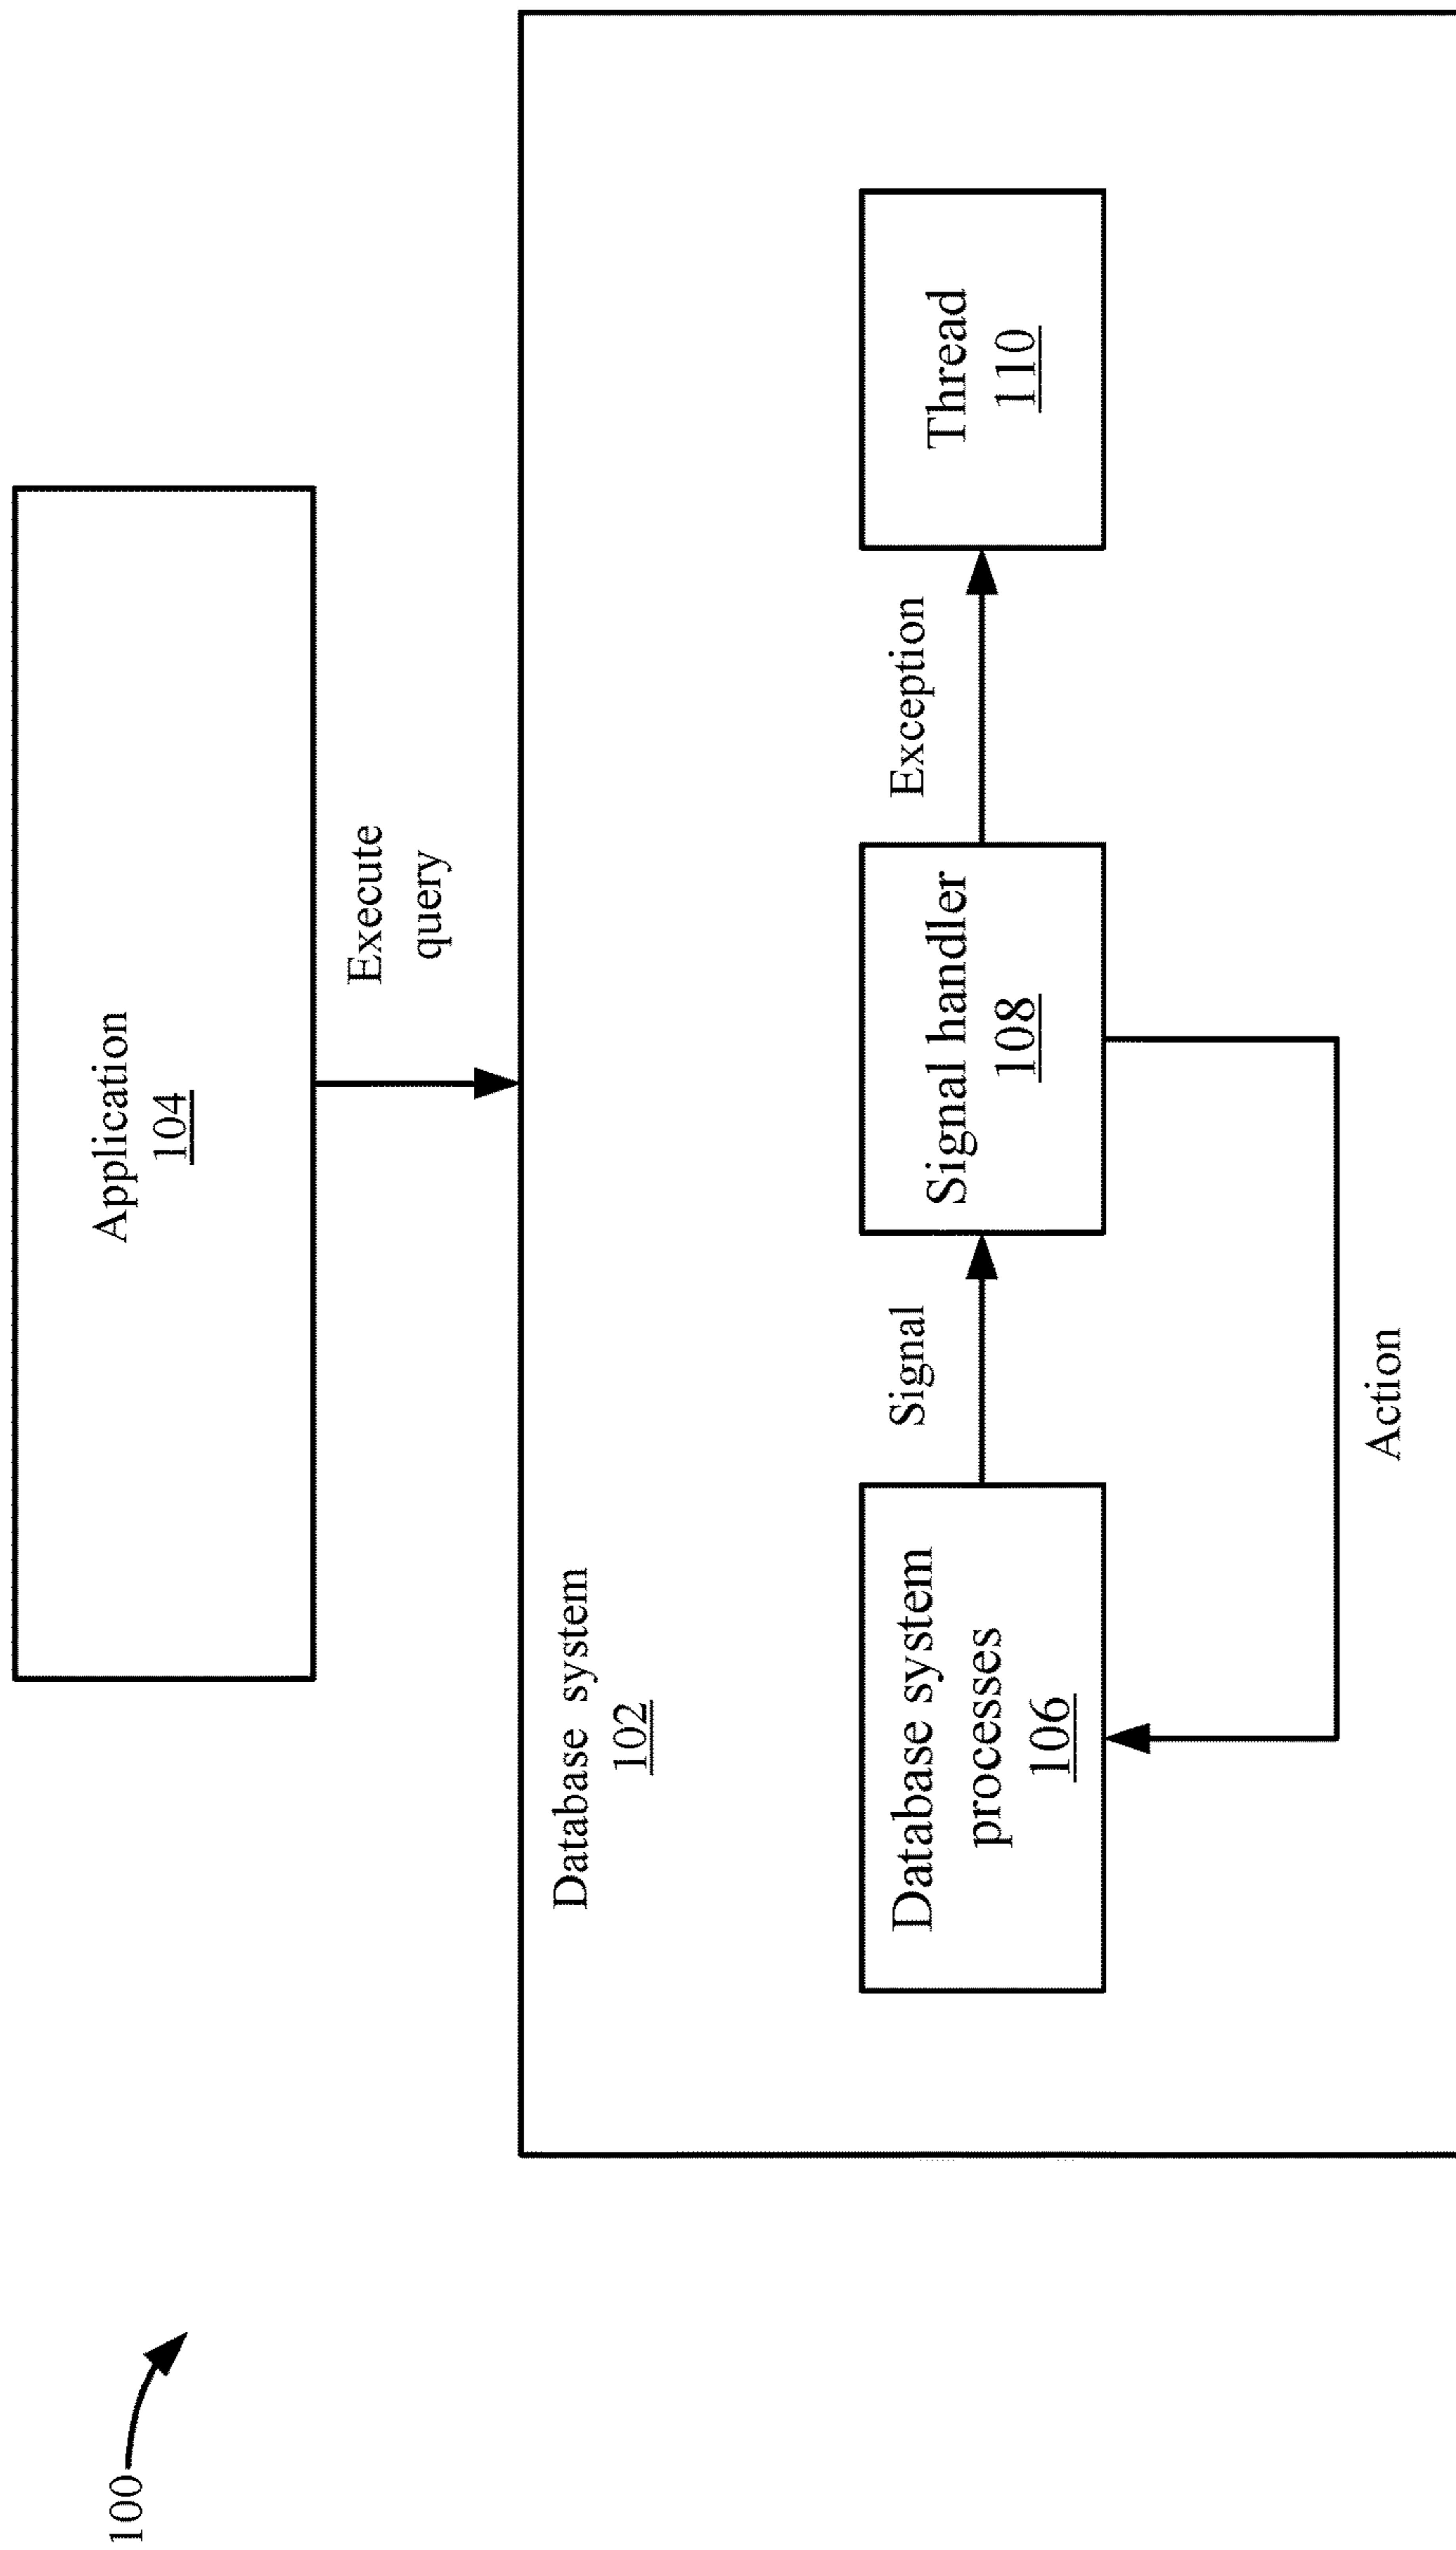 100
Application
104
Execute
query
Database system
102
Database system
processes
106
Signal
Signal handler
108
Exception
Thread
110
Action